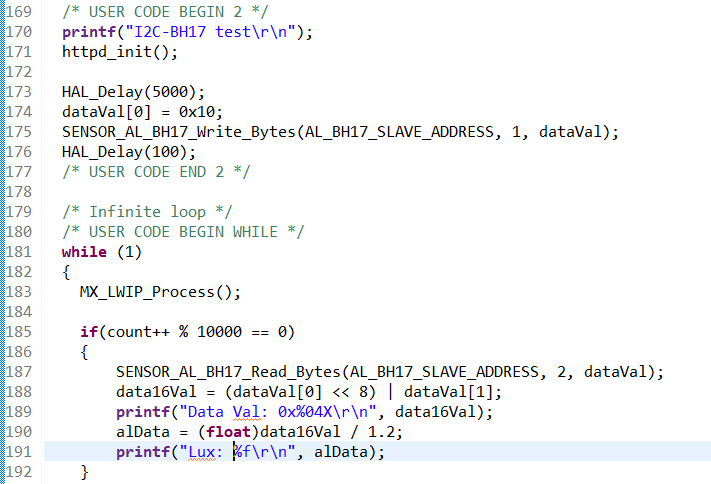 169 /* USER CODE BEGIN 2 */
170 printf("I2C-BH17 test\r\n");
171 httpd_init();
172
173 HAL_Delay(5000);
174 dataVal[0] = 0x10;
175 SENSOR_AL_BH17_Write_Bytes(AL_BH17_SLAVE_ADDRESS, 1, dataVal);
176 HAL_Delay(100);
177 /* USER CODE END 2 */
178
179 /* Infinite loop */
180 /* USER CODE BEGIN WHILE */
181 while (1)
182 {
183 MX_LWIP_Process();
184
185 if(count++ % 10000 == 0)
186 {
187 SENSOR_AL_BH17_Read_Bytes(AL_BH17_SLAVE_ADDRESS, 2, dataVal);
188 data16Val = (dataVal[0] << 8) | dataVal[1];
189 printf("Data Val: 0x%04X\r\n", data16Val);
190 alData = (float)data16Val / 1.2;
191 printf("Lux: %f\r\n", alData);
192 }